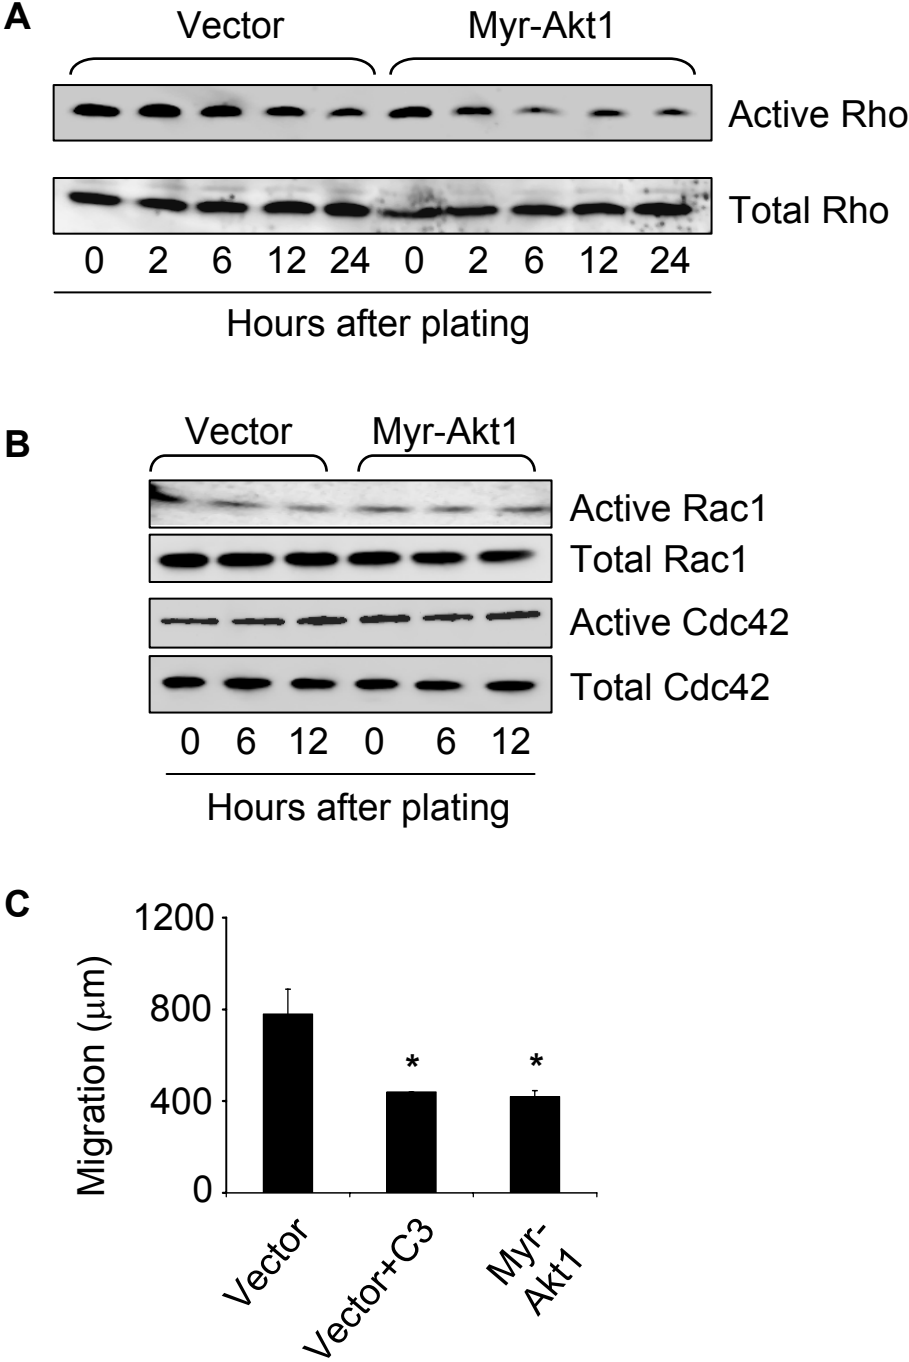 A
Vector Myr-Akt1
Active Rho
Total Rho
0 2 6 12 24 0 2 6 12 24
Hours after plating
B
Vector Myr-Akt1
Active Rac1
Total Rac1
Active Cdc42
Total Cdc42
0 6 12 0 6 12
Hours after plating
C
Migration (μm)
1200
800
400
0
* *
Vector
Vector+C3
Myr-
Akt1